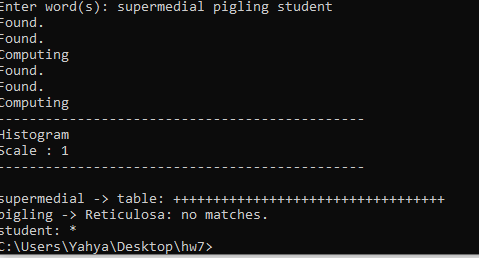 Enter word(s): supermedial pigling student
Found.
Found.
Computing
Found.
Found.
Computing
----------------------------------------------
Histogram
Scale : 1
----------------------------------------------
supermedial -> table: ++++++++++++++++++++++++++++++++++
pigling -> Reticulosa: no matches.
student: *
C:\Users\Yahya\Desktop\hw7>